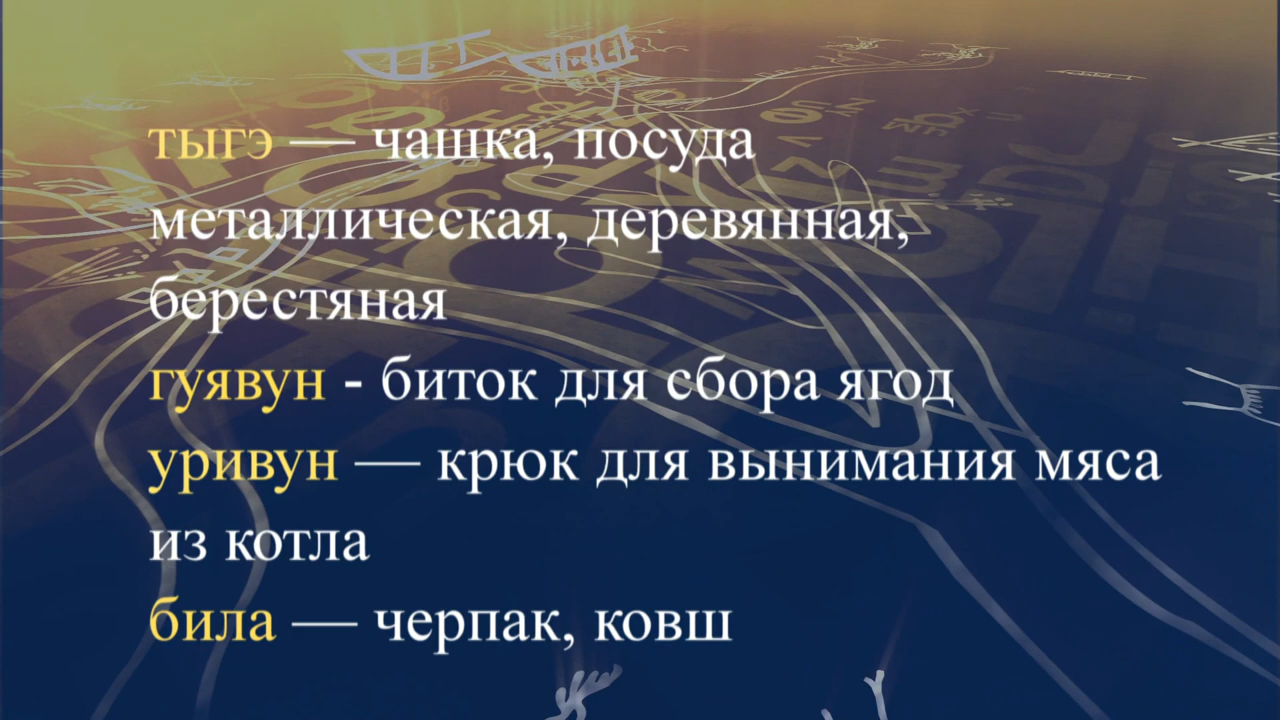 тыгэ — чашка, посуда
металлическая, деревянная,
берестяная
гуявун - биток для сбора ягод
уривун — крюк для вынимания мяса
из котла
била — черпак, ковш